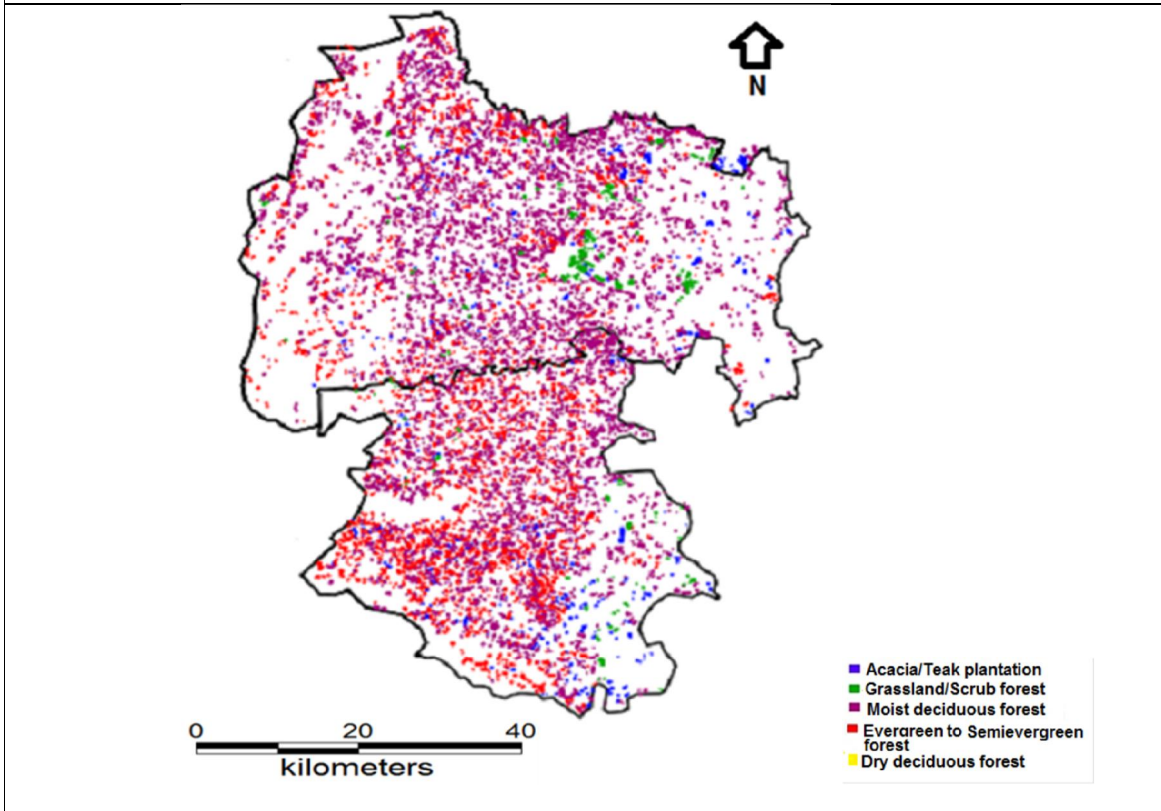 N
Acacia/Teak plantation
Grassland/Scrub forest
Moist deciduous forest
Evergreen to Semievergreen
forest
Dry deciduous forest
0 20 40
kilometers